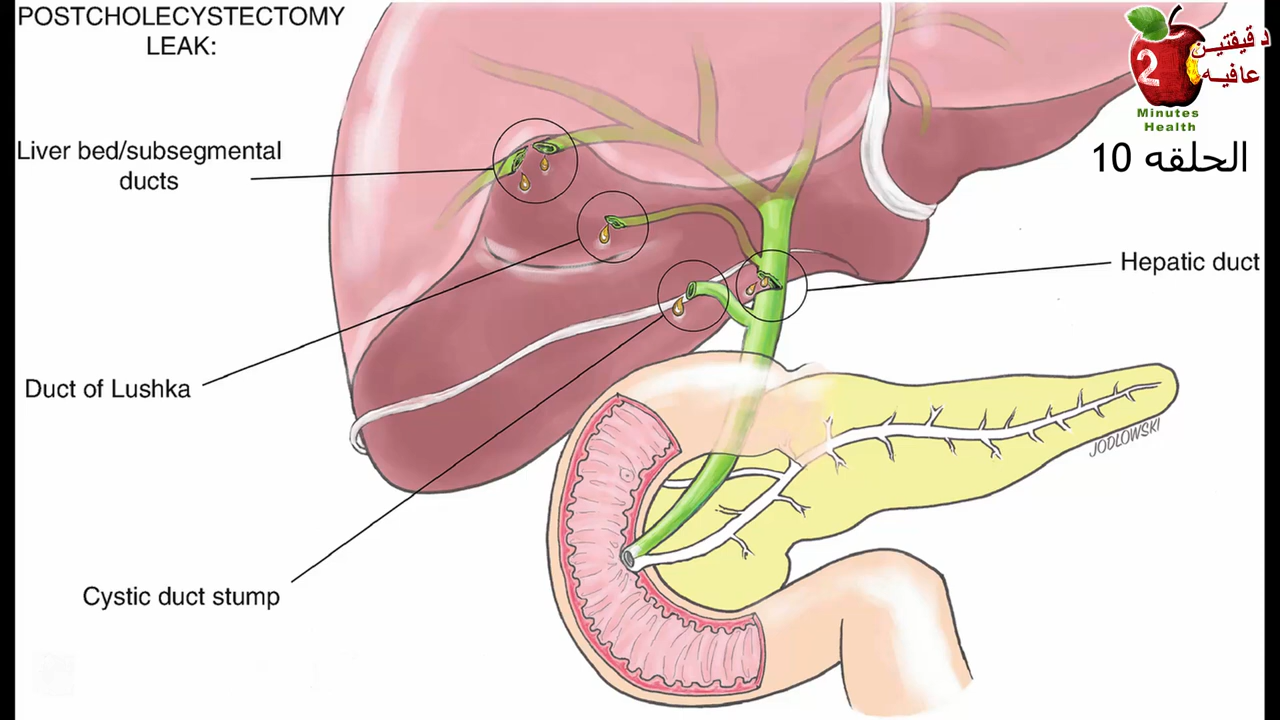 POSTCHOLECYSTECTOMY
LEAK:
2
دقيقتين
عافيه
Minutes
Health
الحلقه 10
Liver bed/subsegmental
ducts
Hepatic duct
Duct of Lushka
JODLOWSKI
Cystic duct stump